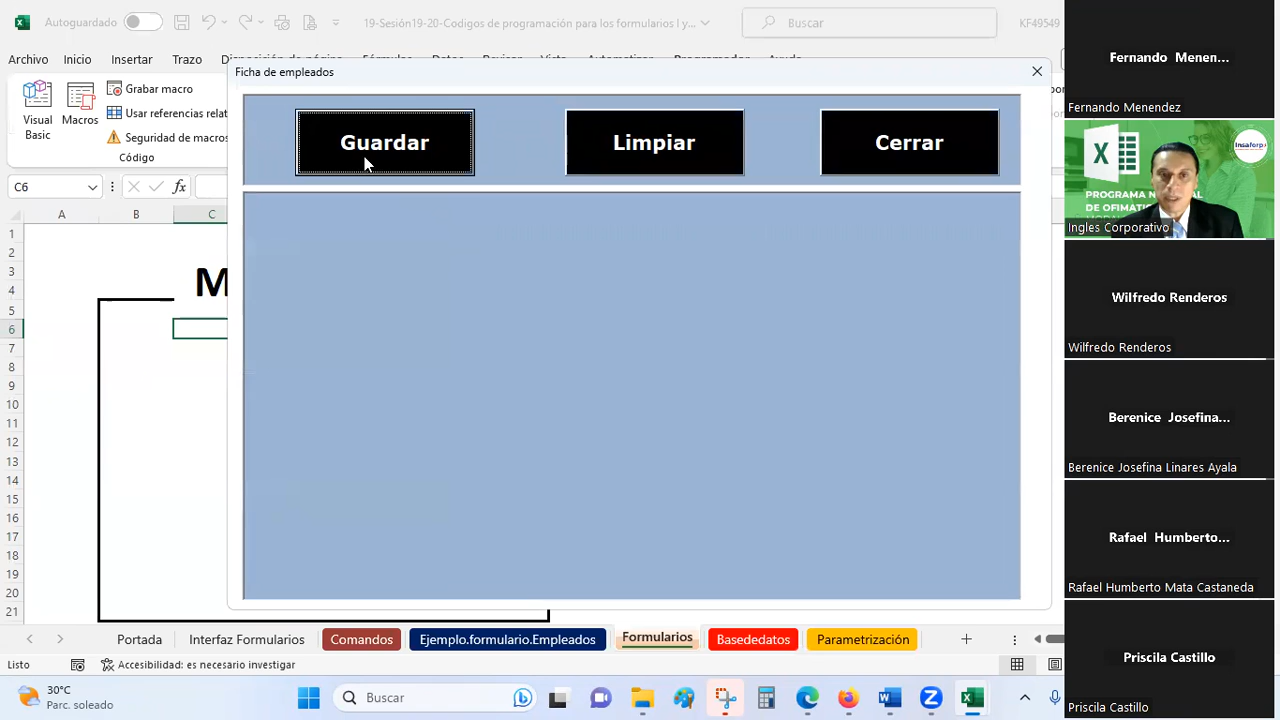 Autoguardado
19-Sesión19-20-Codigos de programación para los formularios I y...
Buscar
KF49549
Archivo
Inicio
Insertar
Trazo
Ficha de empleados
Visual Basic
Macros
Grabar macro
Usar referencias relat
Seguridad de macros
Código
C6
fx
A
B
C
1
2
3
4
5
6
7
8
9
10
11
12
13
14
15
16
17
18
19
20
21
M
Guardar
Limpiar
Cerrar
Portada
Interfaz Formularios
Comandos
Ejemplo.formulario.Empleados
Formularios
Basededatos
Parametrización
Listo
Accesibilidad: es necesario investigar
30°C
Parc. soleado
Buscar
Fernando Menen...
Fernando Menendez
Insaforp
PROGRAMA N
AL
DE OFIMATIC
Ingles Corporativo
Wilfredo Renderos
Wilfredo Renderos
Berenice Josefina...
Berenice Josefina Linares Ayala
Rafael Humberto...
Rafael Humberto Mata Castaneda
Priscila Castillo
Priscila Castillo